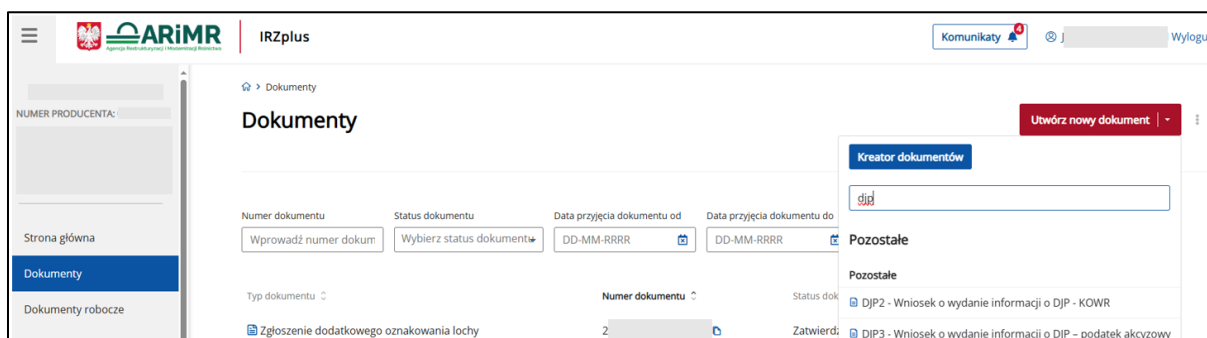 ARiMR
Agencja Restrukturyzacji i Modernizacji Rolnictwa
IRZplus
Komunikaty 4
J
Wylogu
NUMER PRODUCENTA:
Strona główna
Dokumenty
Dokumenty robocze
> Dokumenty
Dokumenty
Utwórz nowy dokument
Kreator dokumentów
djp
Numer dokumentu
Status dokumentu
Data przyjęcia dokumentu od
Data przyjęcia dokumentu do
Wprowadź numer dokum
Wybierz status dokumentu
DD-MM-RRRR
DD-MM-RRRR
Pozostałe
Pozostałe
Typ dokumentu
Numer dokumentu
Status dok
DJP2 - Wniosek o wydanie informacji o DJP - KOWR
Zgłoszenie dodatkowego oznakowania lochy
2
Zatwierdz
DJP3 - Wniosek o wydanie informacji o DJP – podatek akcyzowy